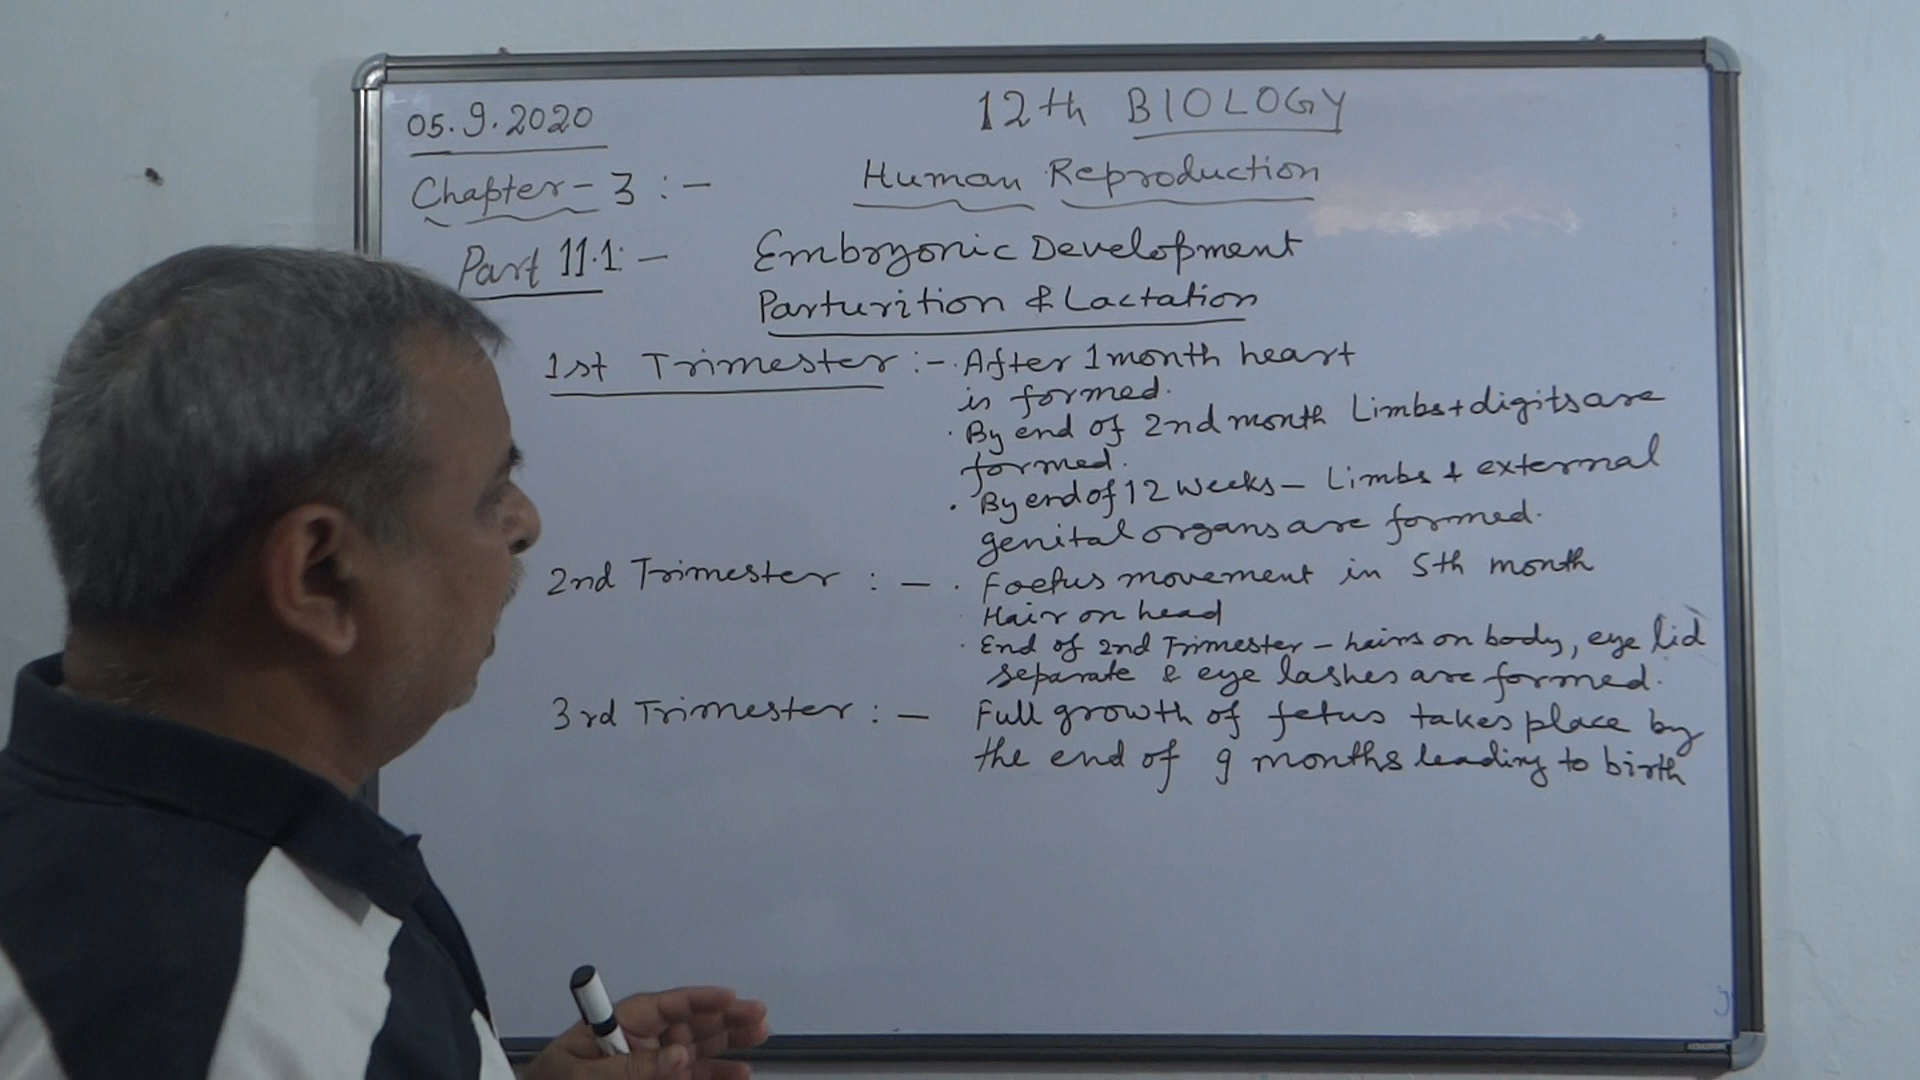 05.9.2020
12th BIOLOGY
Chapter-3 :- Human Reproduction
Part 11.1: - Embryonic Development
Parturition & Lactation
1st Trimester :- . After 1 month heart
is formed.
. By end of 2nd month Limbs + digits are
formed.
. By end of 12 weeks - Limbs & external
genital organs are formed.
2nd Trimester : - . Foetus movement in 5th month
Hair on head
. End of 2nd Trimester - hairs on body, eye lid
separate & eye lashes are formed.
3rd Trimester : - Full growth of fetus takes place by
the end of 9 months leading to birth